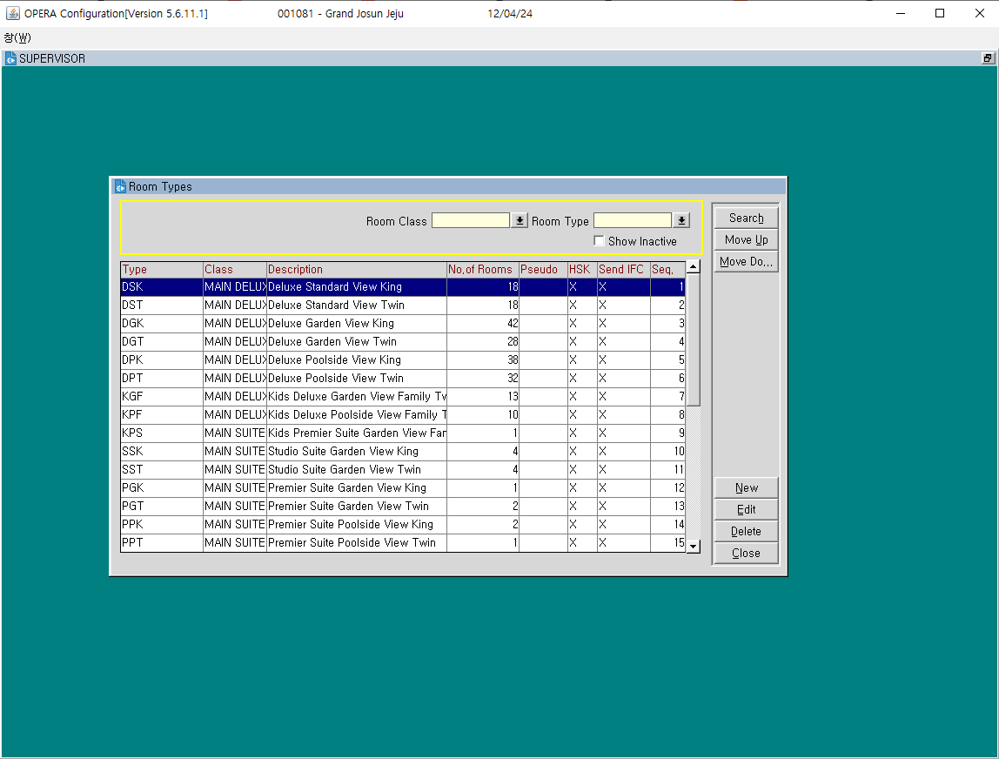 OPERA Configuration[Version 5.6.11.1] 001081 - Grand Josun Jeju 12/04/24
창(W)
SUPERVISOR
Room Types
Room Class Room Type
Show Inactive
Search
Move Up
Move Do...
Type Class Description No.of Rooms Pseudo HSK Send IFC Seq.
DSK MAIN DELUX Deluxe Standard View King 18 X X 1
DST MAIN DELUX Deluxe Standard View Twin 18 X X 2
DGK MAIN DELUX Deluxe Garden View King 42 X X 3
DGT MAIN DELUX Deluxe Garden View Twin 28 X X 4
DPK MAIN DELUX Deluxe Poolside View King 38 X X 5
DPT MAIN DELUX Deluxe Poolside View Twin 32 X X 6
KGF MAIN DELUX Kids Deluxe Garden View Family Tv 13 X X 7
KPF MAIN DELUX Kids Deluxe Poolside View Family T 10 X X 8
KPS MAIN SUITE Kids Premier Suite Garden View Far 1 X X 9
SSK MAIN SUITE Studio Suite Garden View King 4 X X 10
SST MAIN SUITE Studio Suite Garden View Twin 4 X X 11
PGK MAIN SUITE Premier Suite Garden View King 1 X X 12
PGT MAIN SUITE Premier Suite Garden View Twin 2 X X 13
PPK MAIN SUITE Premier Suite Poolside View King 2 X X 14
PPT MAIN SUITE Premier Suite Poolside View Twin 1 X X 15
New
Edit
Delete
Close